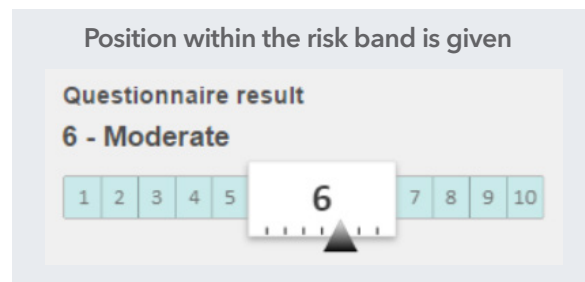 Position within the risk band is given
Questionnaire result
6 - Moderate
1 2 3 4 5 6 7 8 9 10